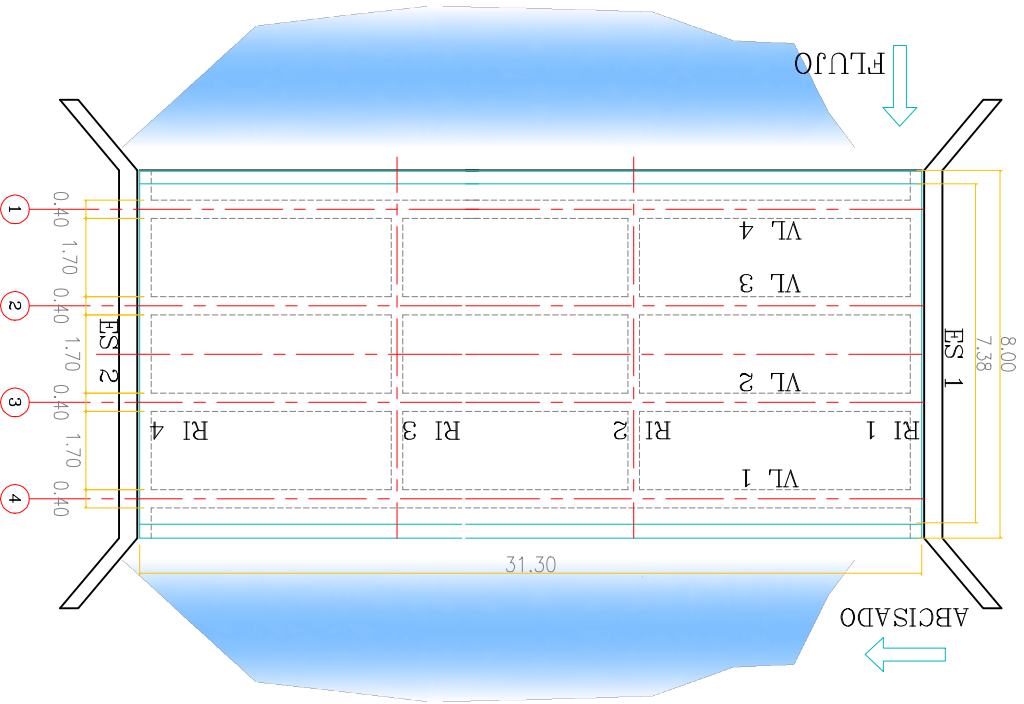 FLUJO
1
0.40
VL 4
1.70
VL 3
2
0.40
ES 2
ES 1
8.00
7.38
1.70
VL 2
3
0.40
RI 4
RI 3
RI 2
RI 1
1.70
VL 1
4
0.40
31.30
ABCISADO